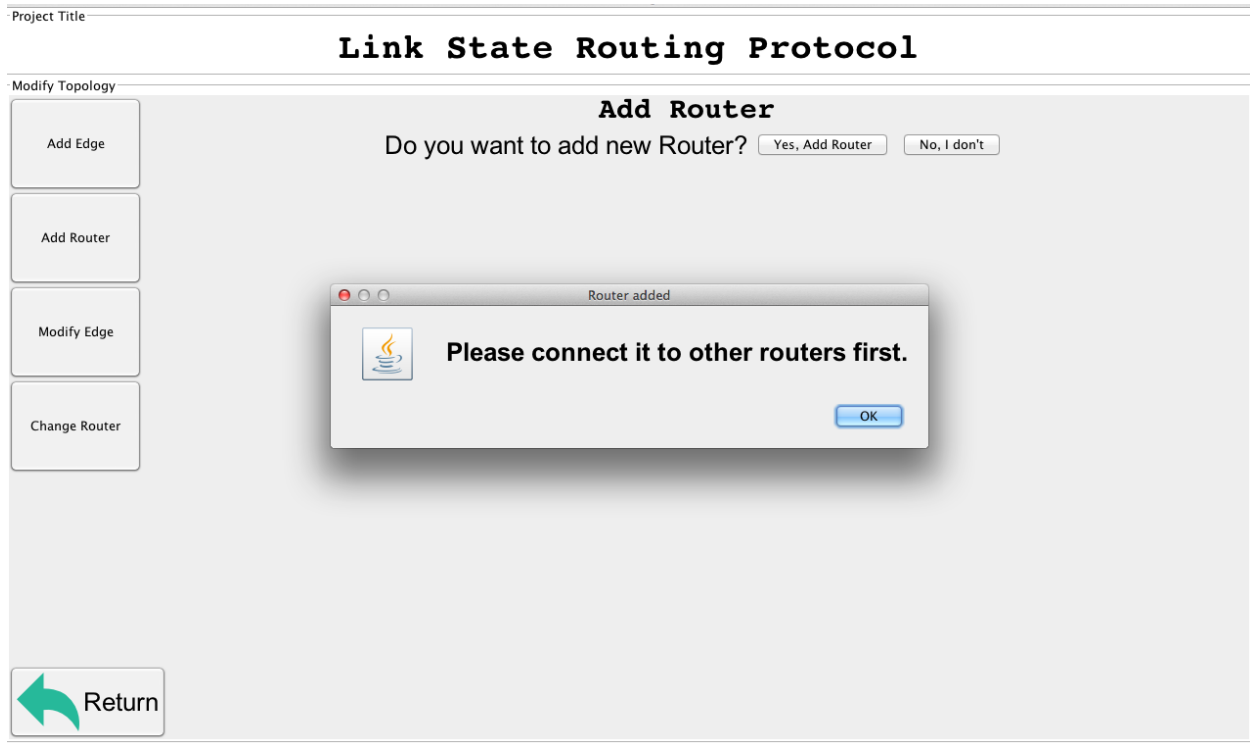 Project Title
Link State Routing Protocol
Modify Topology
Add Router
Do you want to add new Router? Yes, Add Router No, I don't
Add Edge
Add Router
Modify Edge
Change Router
Router added
Please connect it to other routers first.
OK
Return